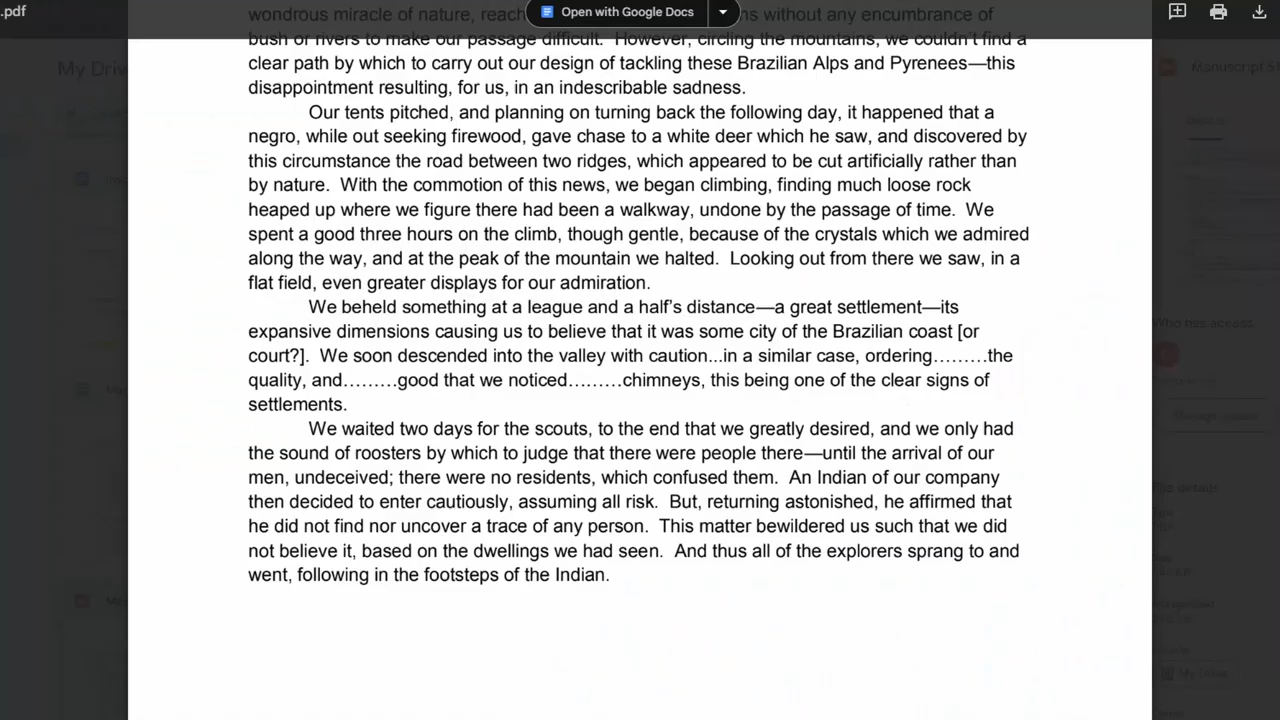 .pdf
Open with Google Docs
wondrous miracle of nature, reach ns without any encumbrance of
bush or rivers to make our passage difficult.  However, circling the mountains, we couldn't find a
clear path by which to carry out our design of tackling these Brazilian Alps and Pyrenees—this
disappointment resulting, for us, in an indescribable sadness.
Our tents pitched, and planning on turning back the following day, it happened that a
negro, while out seeking firewood, gave chase to a white deer which he saw, and discovered by
this circumstance the road between two ridges, which appeared to be cut artificially rather than
by nature.  With the commotion of this news, we began climbing, finding much loose rock
heaped up where we figure there had been a walkway, undone by the passage of time.  We
spent a good three hours on the climb, though gentle, because of the crystals which we admired
along the way, and at the peak of the mountain we halted.  Looking out from there we saw, in a
flat field, even greater displays for our admiration.
We beheld something at a league and a half's distance—a great settlement—its
expansive dimensions causing us to believe that it was some city of the Brazilian coast [or
court?].  We soon descended into the valley with caution...in a similar case, ordering………the
quality, and………good that we noticed………chimneys, this being one of the clear signs of
settlements.
We waited two days for the scouts, to the end that we greatly desired, and we only had
the sound of roosters by which to judge that there were people there—until the arrival of our
men, undeceived; there were no residents, which confused them.  An Indian of our company
then decided to enter cautiously, assuming all risk.  But, returning astonished, he affirmed that
he did not find nor uncover a trace of any person.  This matter bewildered us such that we did
not believe it, based on the dwellings we had seen.  And thus all of the explorers sprang to and
went, following in the footsteps of the Indian.
My Driv
Manuscript
Who has access
Manage access
File details
My Drive